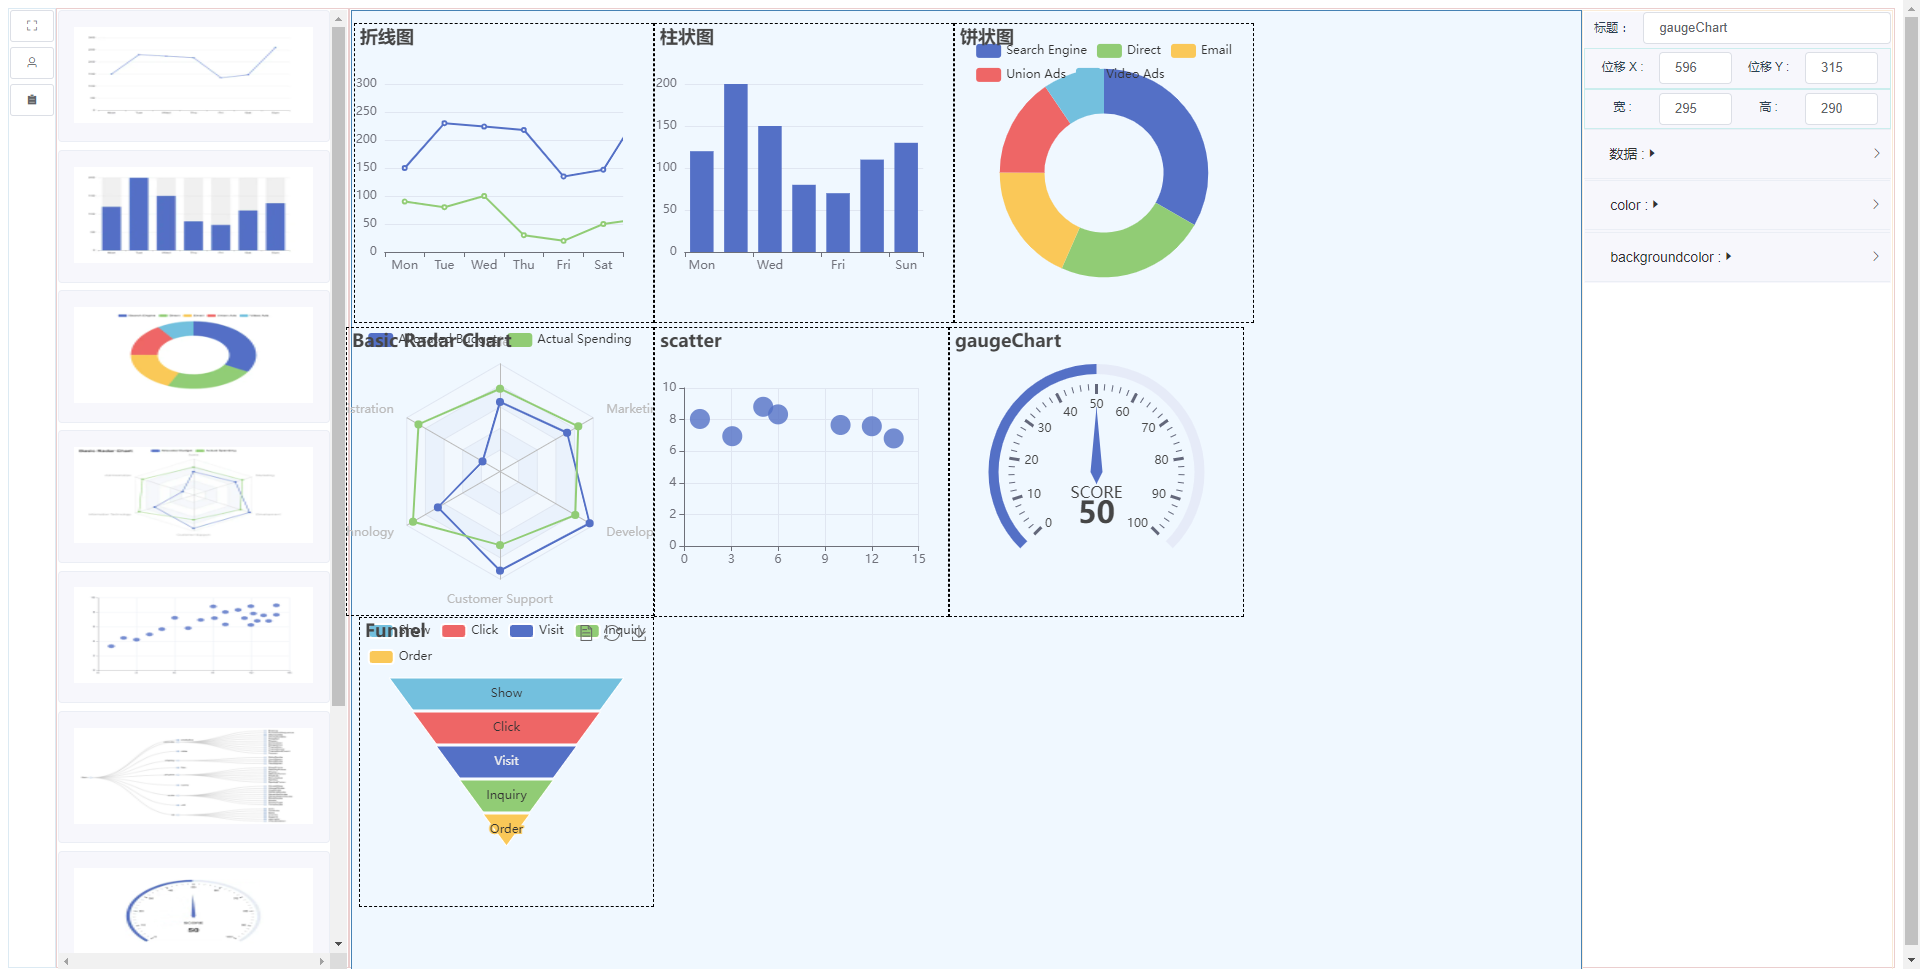 折线图
300
250
200
150
100
50
0
Mon Tue Wed Thu Fri Sat
柱状图
200
150
100
50
0
Mon Wed Fri Sun
饼状图
Search Engine Direct Email
Union Ads Video Ads
Basic Radar Chart
Allocated Budget Actual Spending
stration
Marketi
nology
Develop
Customer Support
scatter
10
8
6
4
2
0
0 3 6 9 12 15
gaugeChart
0 10 20 30 40 50 60 70 80 90 100
SCORE
50
Funnel
Show Click Visit Inquiry
Order
Show
Click
Visit
Inquiry
Order
标题 : gaugeChart
位移 X : 596 位移 Y : 315
宽 : 295 高 : 290
数据 :
color :
backgroundcolor :
50